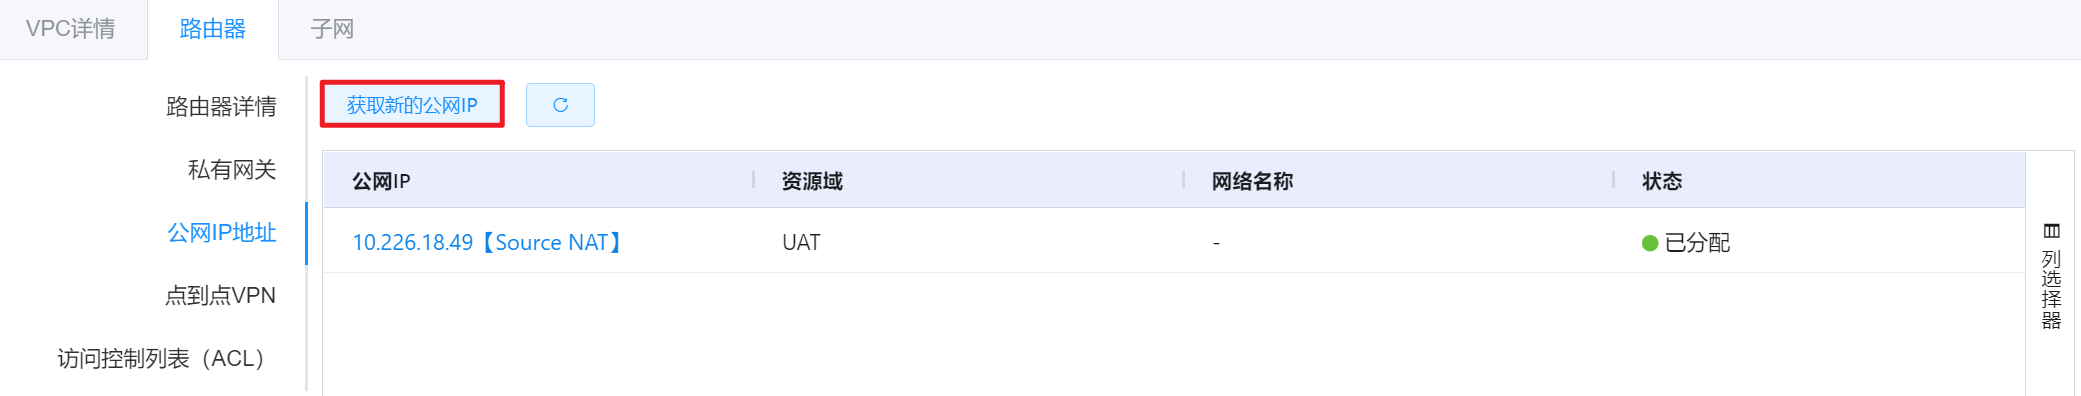 VPC详情 路由器 子网
路由器详情
私有网关
公网IP地址
点到点VPN
访问控制列表（ACL）
获取新的公网IP
公网IP 资源域 网络名称 状态
10.226.18.49【Source NAT】 UAT - 已分配
列选择器